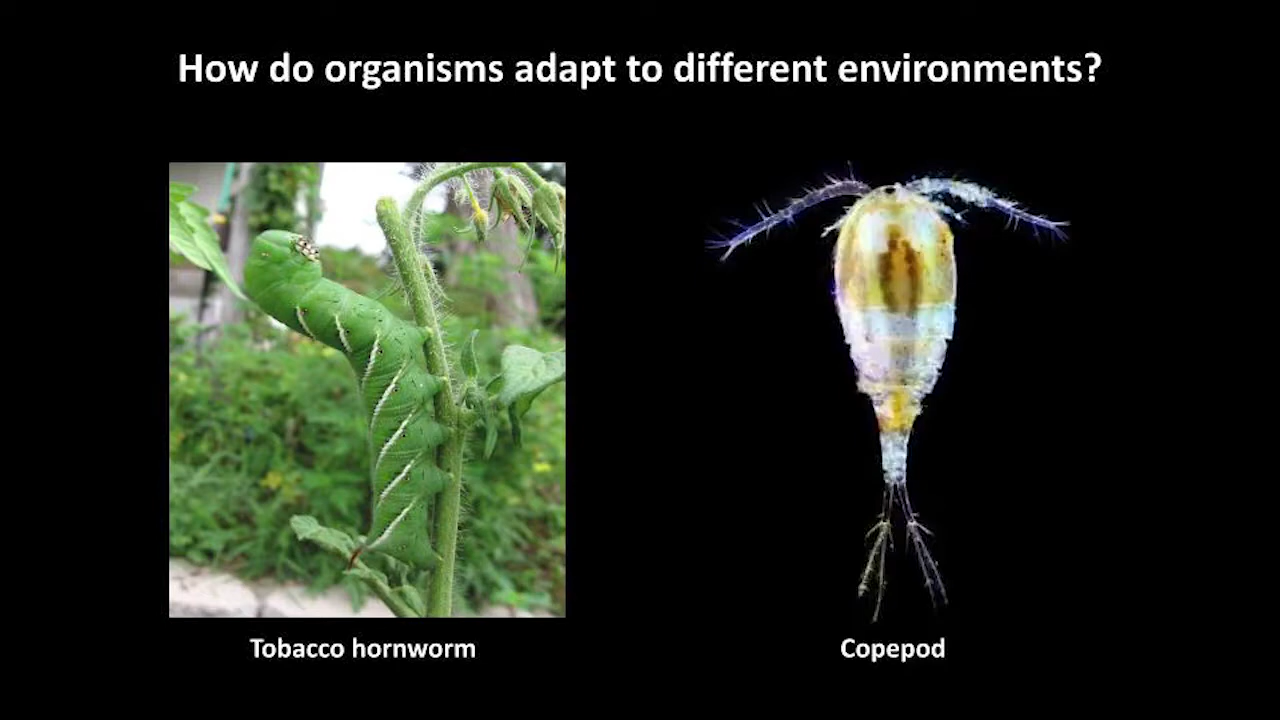 How do organisms adapt to different environments?
Tobacco hornworm
Copepod